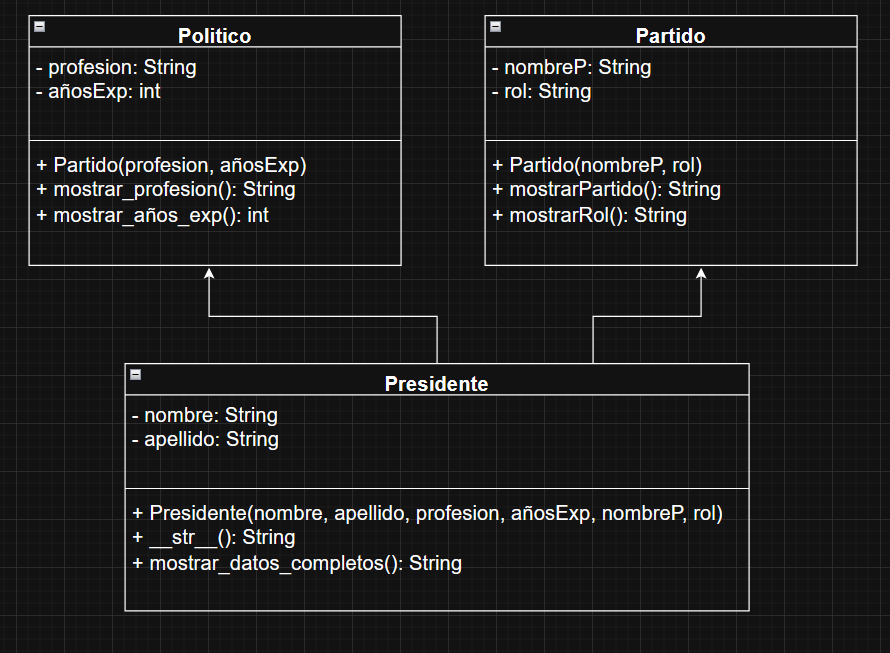 Politico
- profesion: String
- añosExp: int
+ Partido(profesion, añosExp)
+ mostrar_profesion(): String
+ mostrar_años_exp(): int
Partido
- nombreP: String
- rol: String
+ Partido(nombreP, rol)
+ mostrarPartido(): String
+ mostrarRol(): String
Presidente
- nombre: String
- apellido: String
+ Presidente(nombre, apellido, profesion, añosExp, nombreP, rol)
+ __str__(): String
+ mostrar_datos_completos(): String